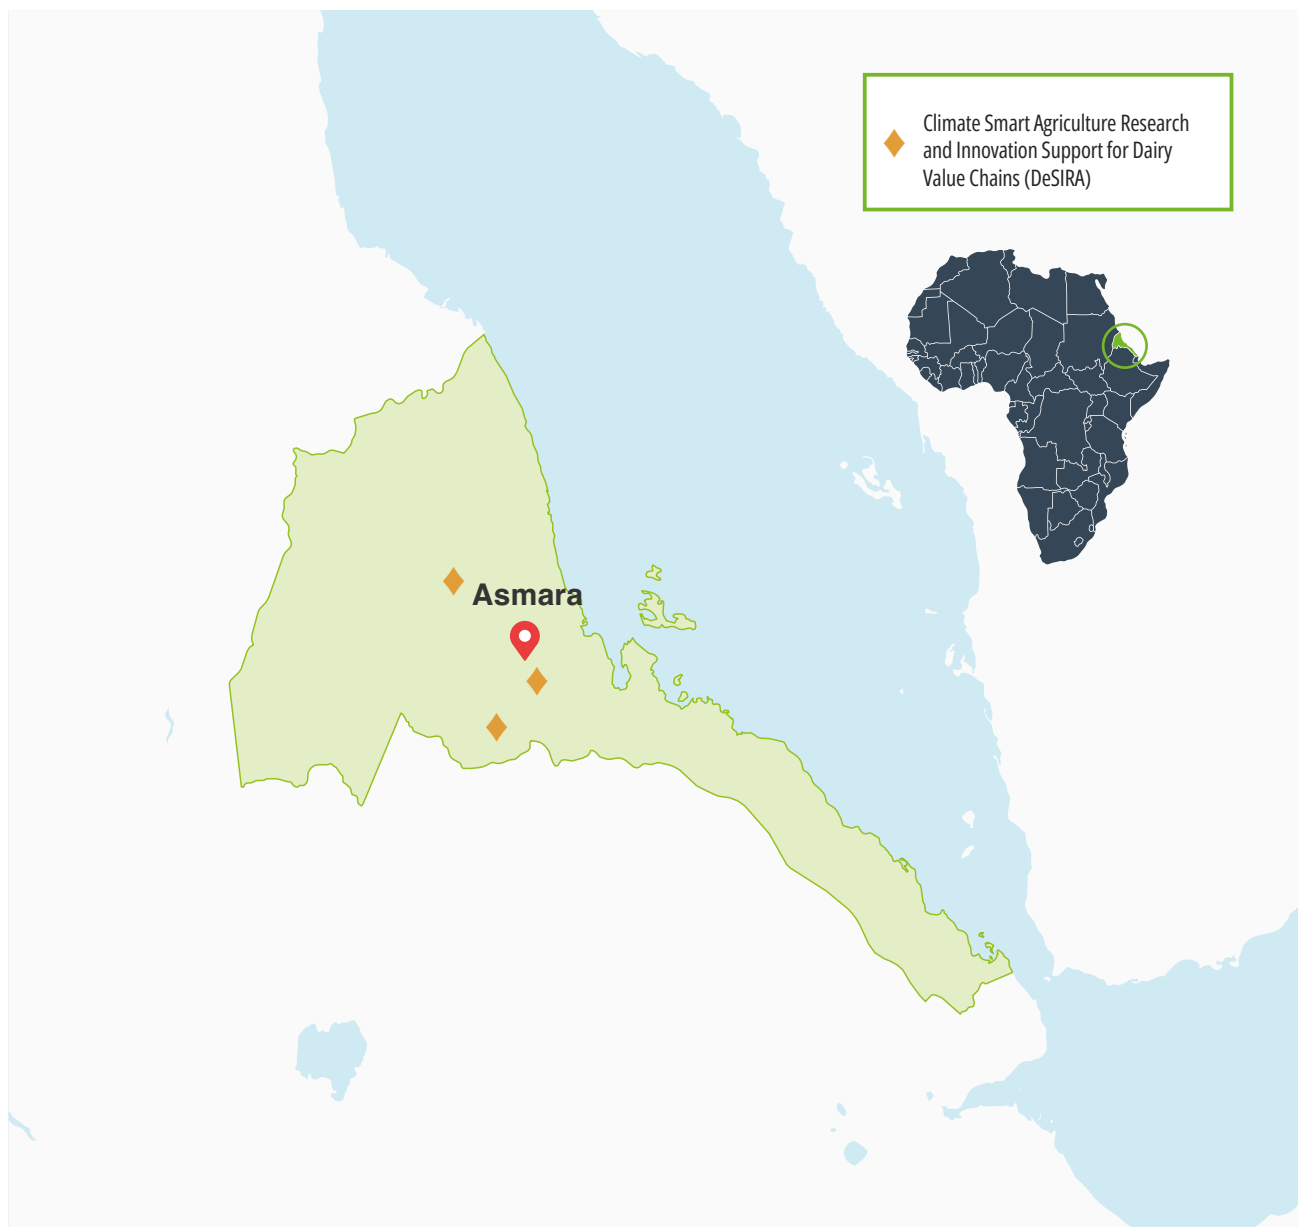 Climate Smart Agriculture Research
and Innovation Support for Dairy
Value Chains (DeSIRA)
Asmara